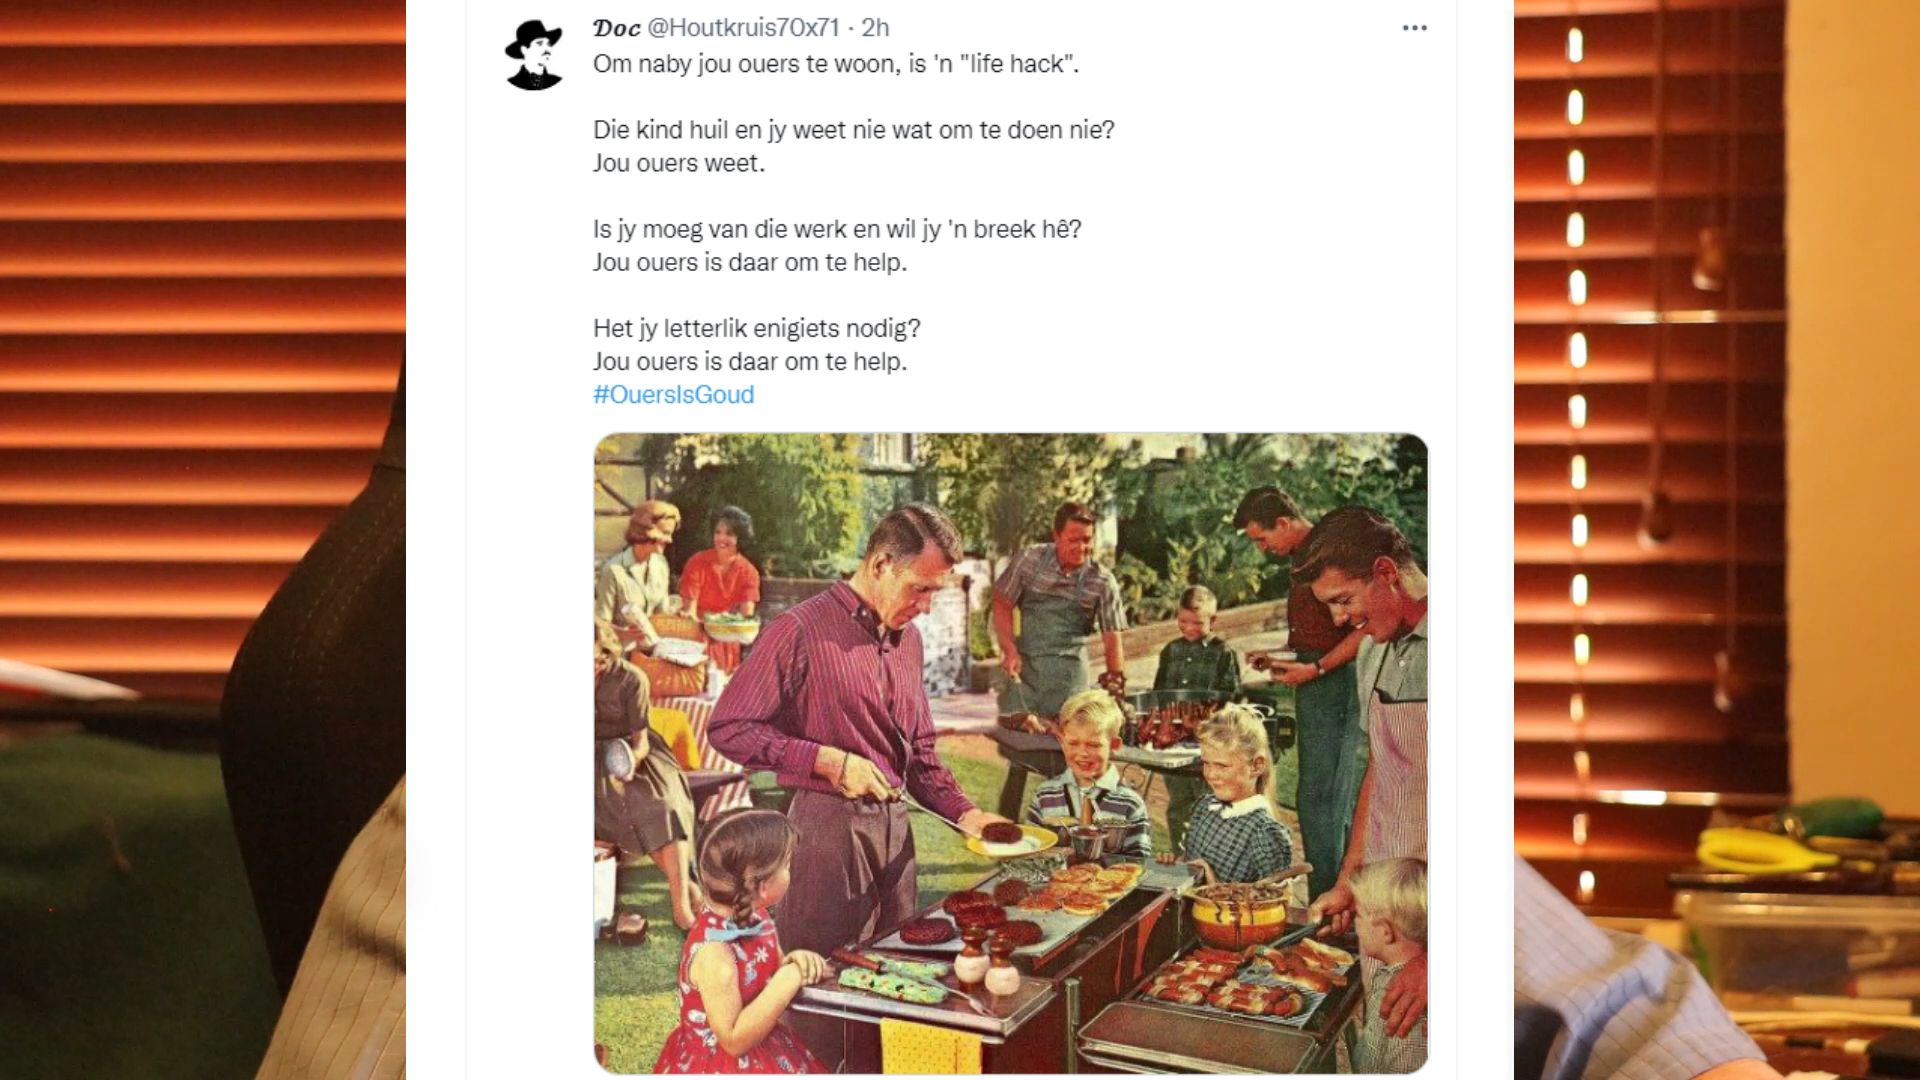 Doc @Houtkruis70x71 · 2h
Om naby jou ouers te woon, is 'n "life hack".
Die kind huil en jy weet nie wat om te doen nie?
Jou ouers weet.
Is jy moeg van die werk en wil jy 'n breek hê?
Jou ouers is daar om te help.
Het jy letterlik enigiets nodig?
Jou ouers is daar om te help.
#OuersIsGoud